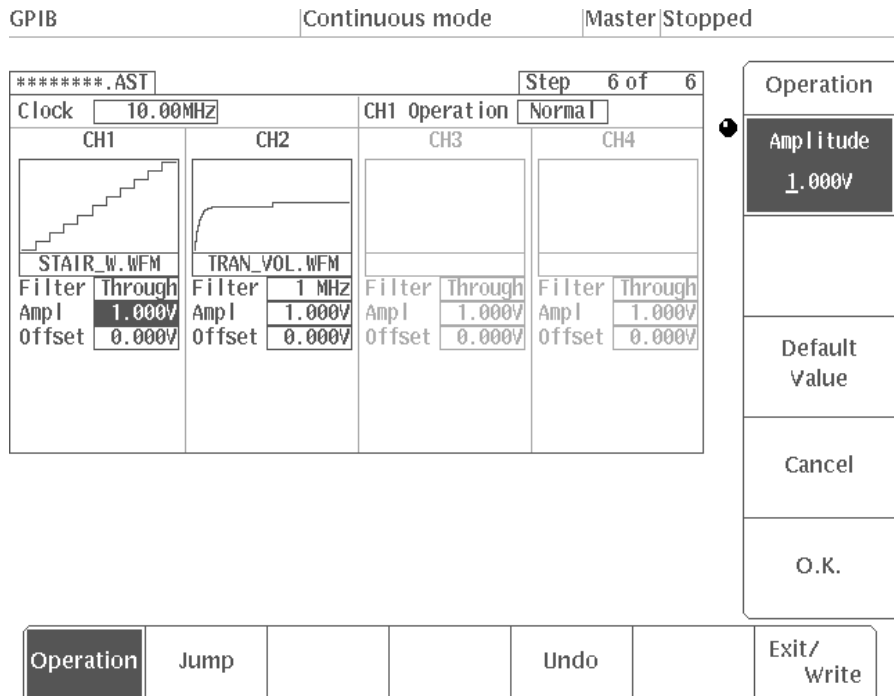 GPIB Continuous mode Master Stopped
********.AST Step 6 of 6
Clock 10.00MHz CH1 Operation Normal
CH1 CH2 CH3 CH4
STAIR_W.WFM TRAN_VOL.WFM
Filter Through Filter 1 MHz Filter Through Filter Through
Ampl 1.000V Ampl 1.000V Ampl 1.000V Ampl 1.000V
Offset 0.000V Offset 0.000V Offset 0.000V Offset 0.000V
Operation
Amplitude
1.000V
Default
Value
Cancel
O.K.
Operation Jump Undo Exit/
Write